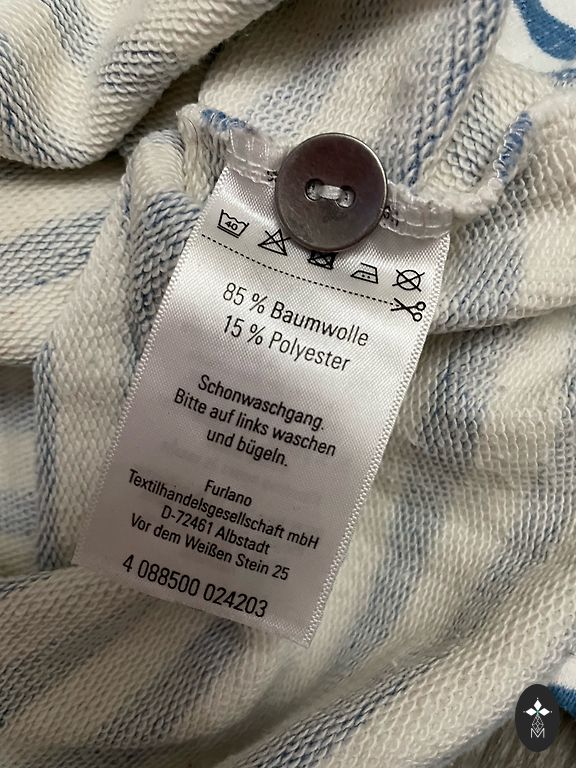 40
85 % Baumwolle
15 % Polyester
Schonwaschgang.
Bitte auf links waschen
und bügeln.
Furlano
Textilhandelsgesellschaft mbH
D-72461 Albstadt
Vor dem Weißen Stein 25
4 088500 024203